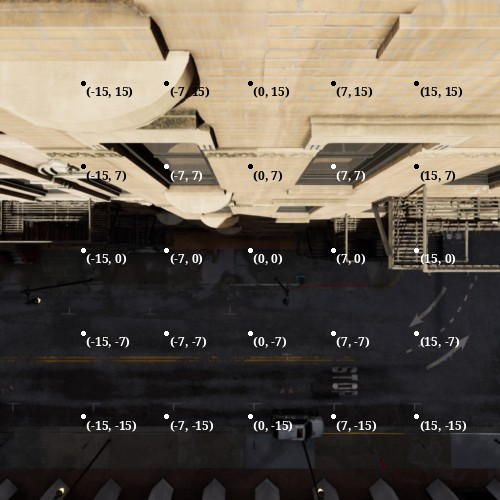 (-15, 15) (-7, 15) (0, 15) (7, 15) (15, 15)
(-15, 7) (-7, 7) (0, 7) (7, 7) (15, 7)
(-15, 0) (-7, 0) (0, 0) (7, 0) (15, 0)
(-15, -7) (-7, -7) (0, -7) (7, -7) (15, -7)
STOP
(-15, -15) (-7, -15) (0, -15) (7, -15) (15, -15)